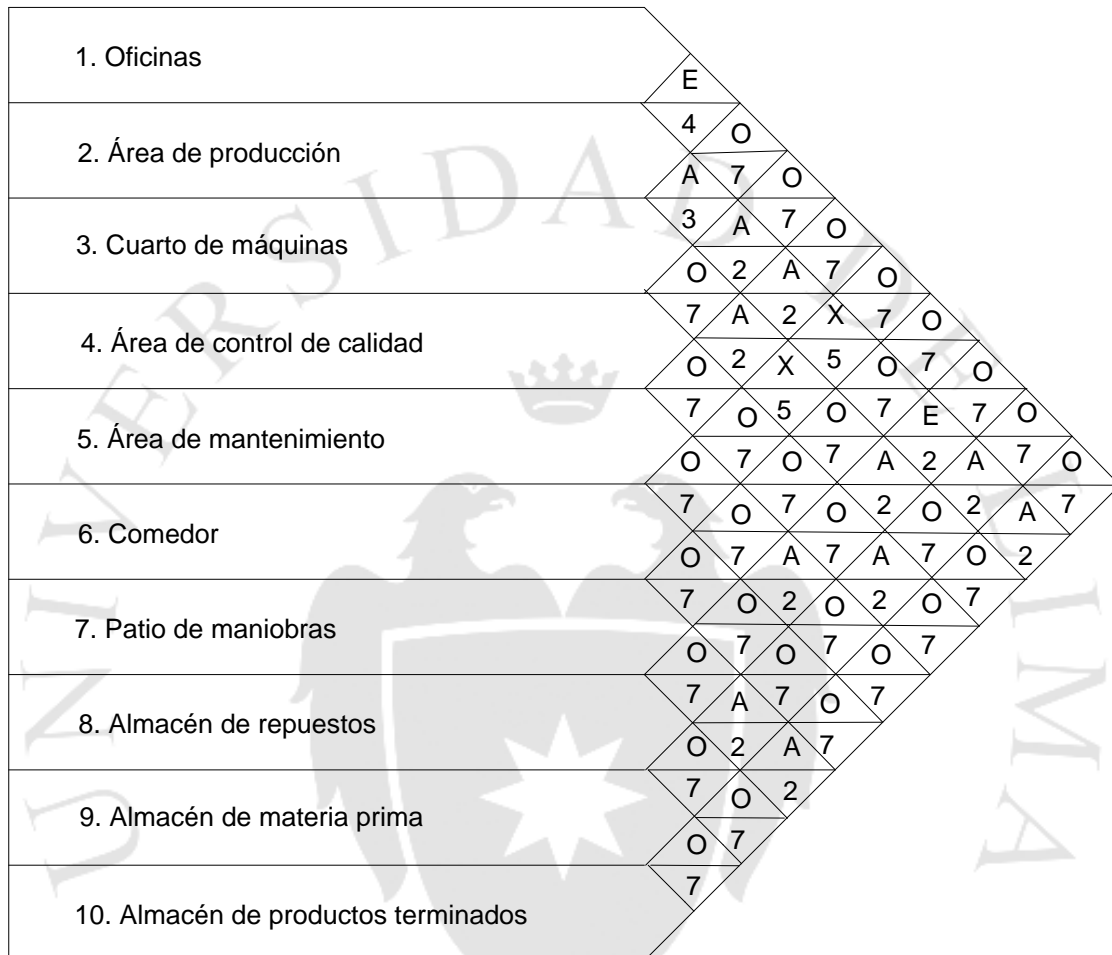 UNIVERSIDAD DE LIMA
1. Oficinas
E
4 O
2. Área de producción
A 7 O
3 A 7 O
3. Cuarto de máquinas
O 2 A 7 O
7 A 2 X 7 O
4. Área de control de calidad
O 2 X 5 O 7 O
7 O 5 O 7 E 7 O
5. Área de mantenimiento
O 7 O 7 A 2 A 7 O
7 O 7 O 2 O 2 A 7
6. Comedor
O 7 A 7 A 7 O 2
7 O 2 O 2 O 7
7. Patio de maniobras
O 7 O 7 O 7
7 A 7 O 7
8. Almacén de repuestos
O 2 A 7
7 O 2
9. Almacén de materia prima
O 7
7
10. Almacén de productos terminados